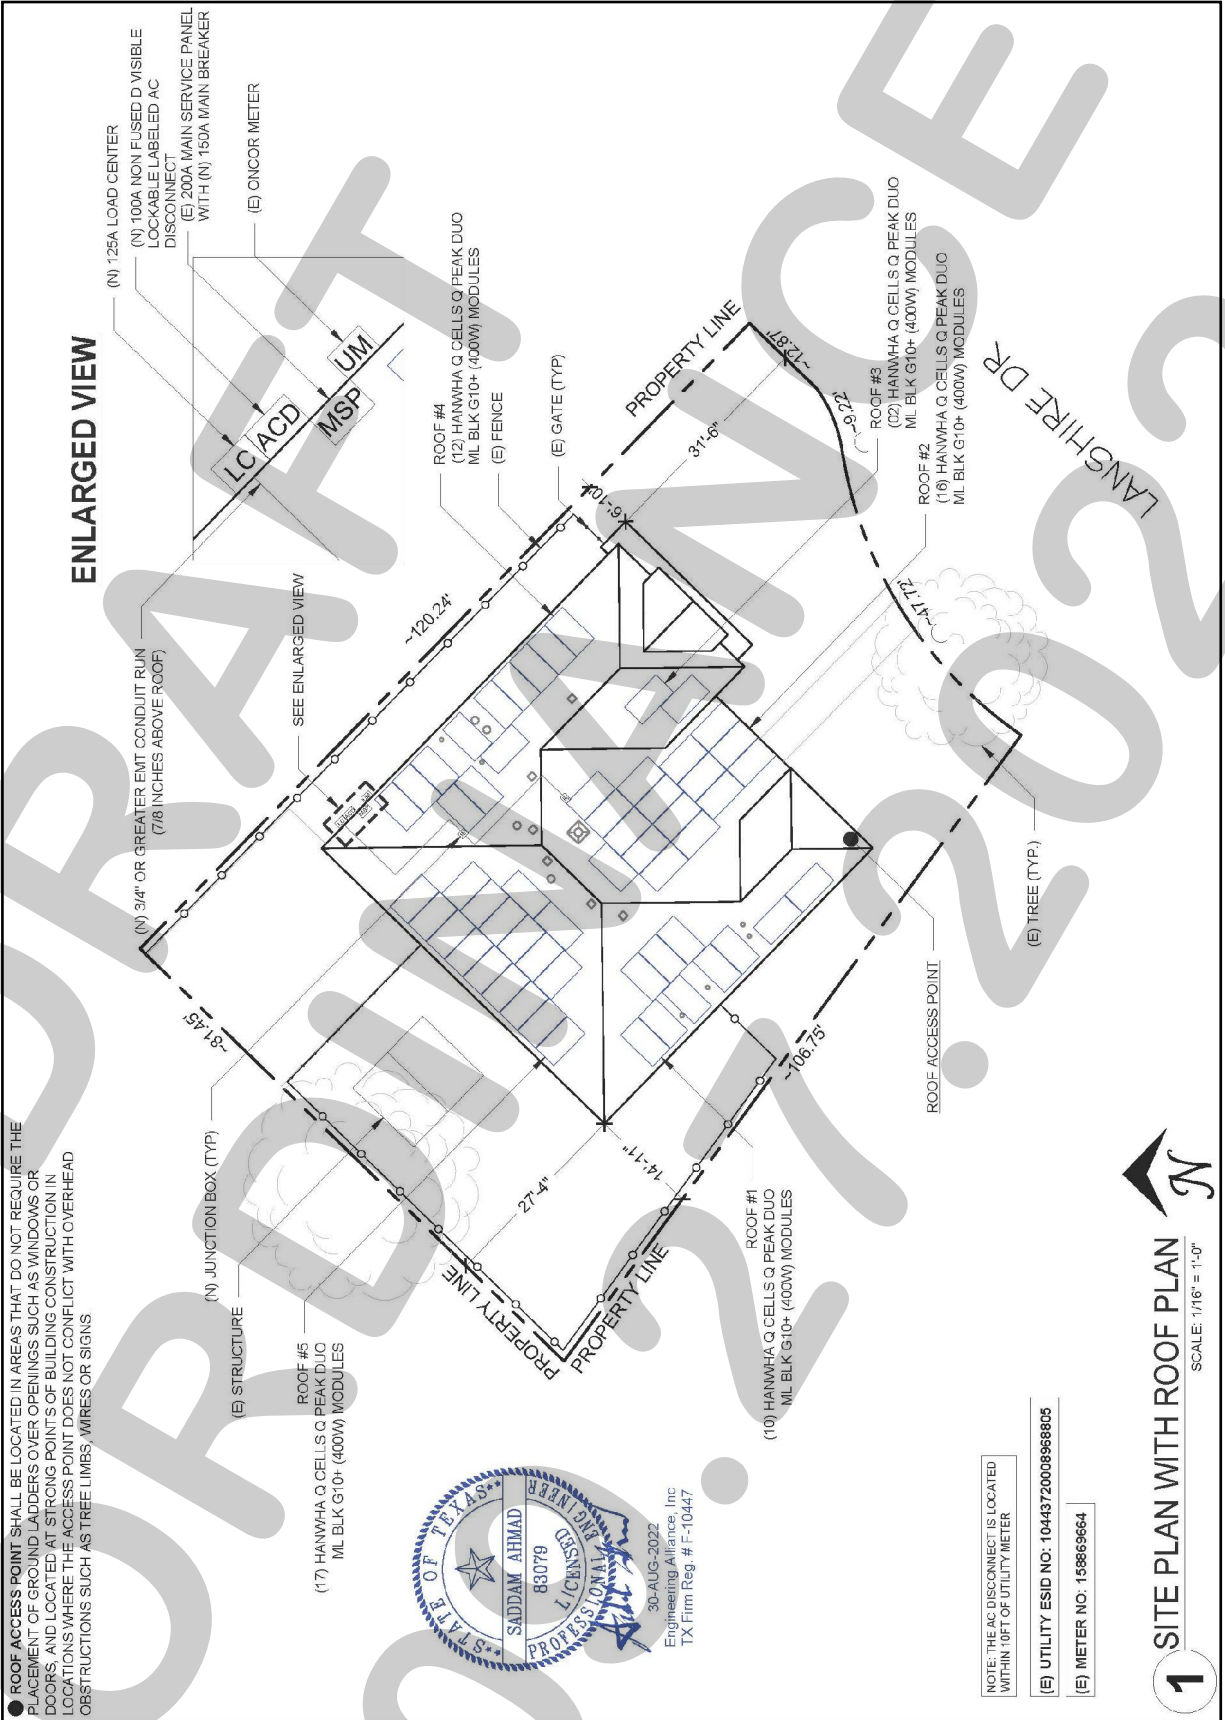 ● ROOF ACCESS POINT SHALL BE LOCATED IN AREAS THAT DO NOT REQUIRE THE
PLACEMENT OF GROUND LADDERS OVER OPENINGS SUCH AS WINDOWS OR
DOORS, AND LOCATED AT STRONG POINTS OF BUILDING CONSTRUCTION IN
LOCATIONS WHERE THE ACCESS POINT DOES NOT CONFLICT WITH OVERHEAD
OBSTRUCTIONS SUCH AS TREE LIMBS, WIRES OR SIGNS
ENLARGED VIEW
(N) 125A LOAD CENTER
(N) 100A NON FUSED D VISIBLE
LOCKABLE LABELED AC
DISCONNECT
(E) 200A MAIN SERVICE PANEL
WITH (N) 150A MAIN BREAKER
(E) ONCOR METER
LC
ACD
MSP
UM
(N) 3/4" OR GREATER EMT CONDUIT RUN
(7/8 INCHES ABOVE ROOF)
SEE ENLARGED VIEW
(N) JUNCTION BOX (TYP)
(E) STRUCTURE
ROOF #5
(17) HANWHA Q CELLS Q PEAK DUO
ML BLK G10+ (400W) MODULES
ROOF #4
(12) HANWHA Q CELLS Q PEAK DUO
ML BLK G10+ (400W) MODULES
(E) FENCE
(E) GATE (TYP)
~81.45'
~120.24'
6'-10"
31'-6"
PROPERTY LINE
~12.87'
~9.22'
ROOF #3
(02) HANWHA Q CELLS Q PEAK DUO
ML BLK G10+ (400W) MODULES
ROOF #2
(16) HANWHA Q CELLS Q PEAK DUO
ML BLK G10+ (400W) MODULES
LANSHIRE DR
~47.72'
(E) TREE (TYP.)
ROOF ACCESS POINT
~106.75'
27'-4"
14'-11"
PROPERTY LINE
PROPERTY LINE
ROOF #1
(10) HANWHA Q CELLS Q PEAK DUO
ML BLK G10+ (400W) MODULES
STATE OF TEXAS
SADDAM AHMAD
83079
LICENSED
PROFESSIONAL ENGINEER
30-AUG-2022
Engineering Alliance, Inc
TX Firm Reg. # F-10447
NOTE: THE AC DISCONNECT IS LOCATED
WITHIN 10FT OF UTILITY METER
(E) UTILITY ESID NO: 10443720008968805
(E) METER NO: 158869664
1
SITE PLAN WITH ROOF PLAN
SCALE: 1/16" = 1'-0"
N
DRAFT
ORDINANCE